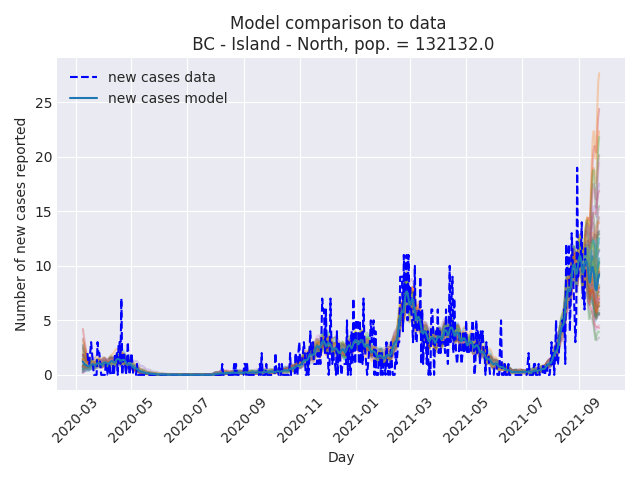 Model comparison to data
BC - Island - North, pop. = 132132.0
new cases data
new cases model
Number of new cases reported
25
20
15
10
5
0
2020-03
2020-05
2020-07
2020-09
2020-11
2021-01
2021-03
2021-05
2021-07
2021-09
Day